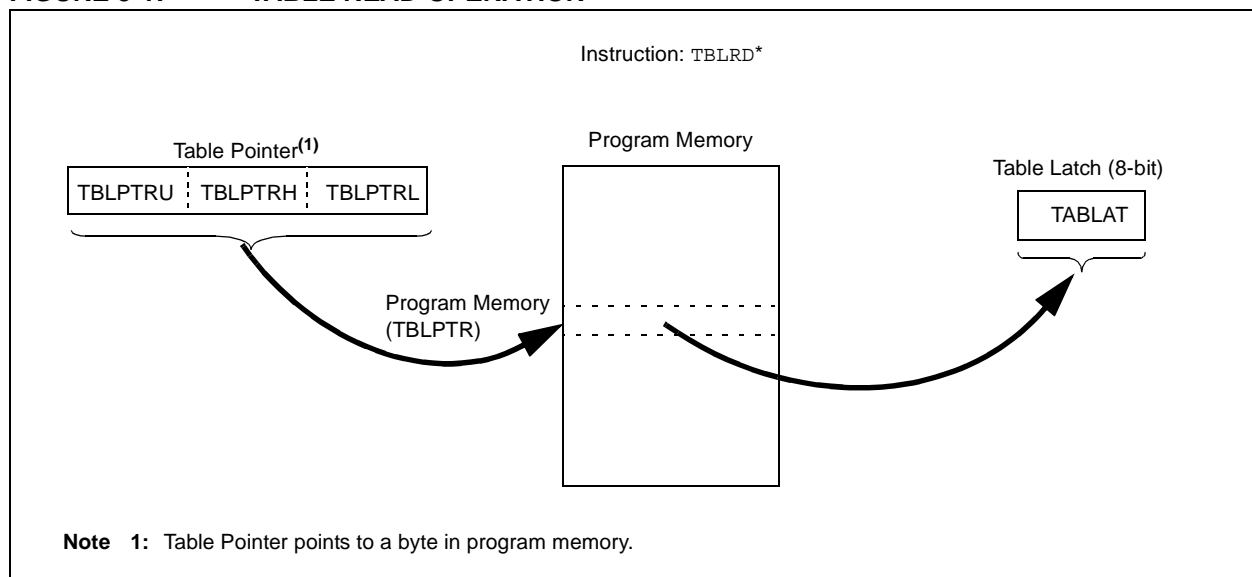 Instruction: TBLRD*
Table Pointer(1)
TBLPTRU TBLPTRH TBLPTRL
Program Memory
Table Latch (8-bit)
TABLAT
Program Memory
(TBLPTR)
Note 1: Table Pointer points to a byte in program memory.